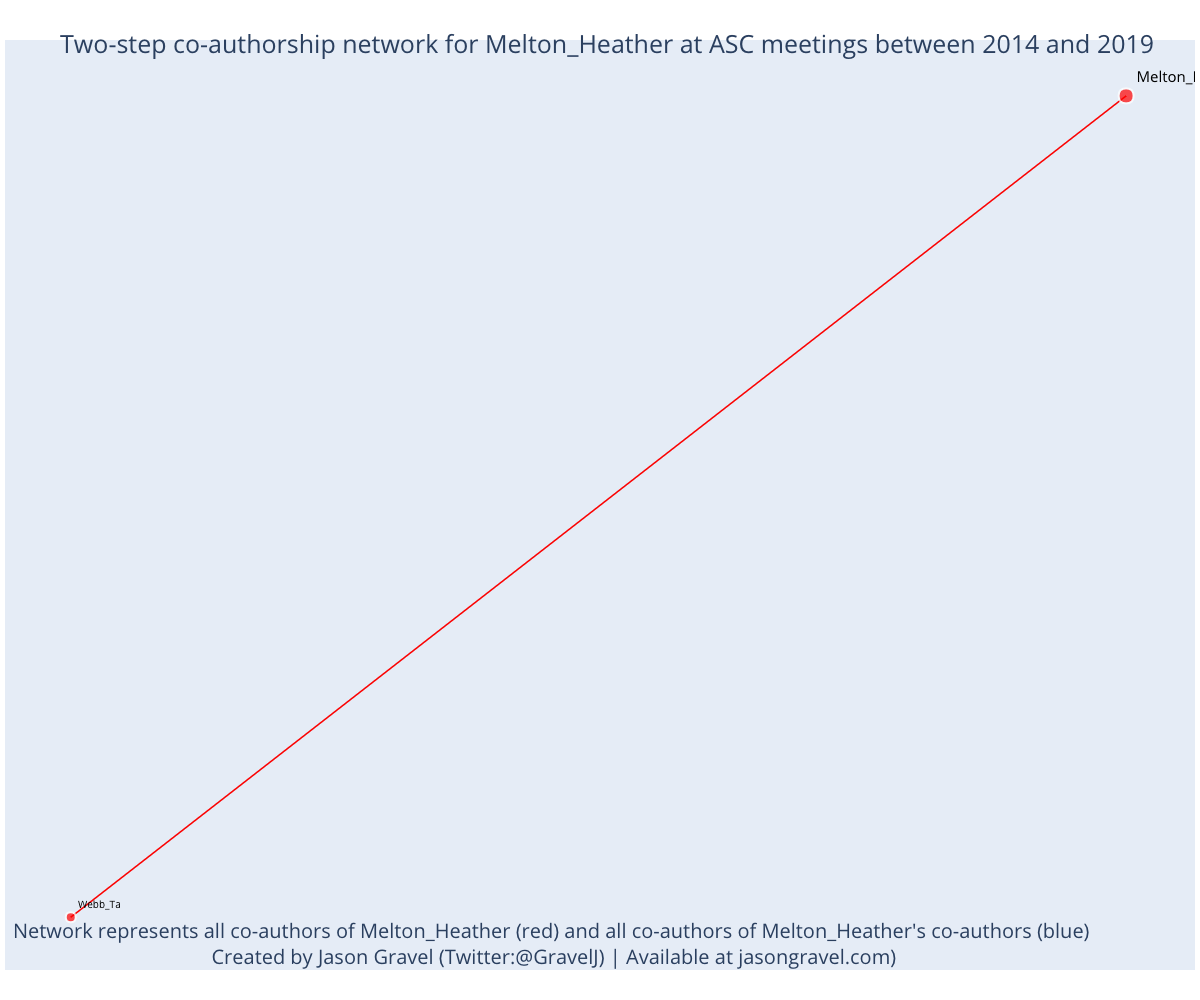 Two-step co-authorship network for Melton_Heather at ASC meetings between 2014 and 2019
Melton_
Webb_Ta
Network represents all co-authors of Melton_Heather (red) and all co-authors of Melton_Heather's co-authors (blue)
Created by Jason Gravel (Twitter:@GravelJ) | Available at jasongravel.com)